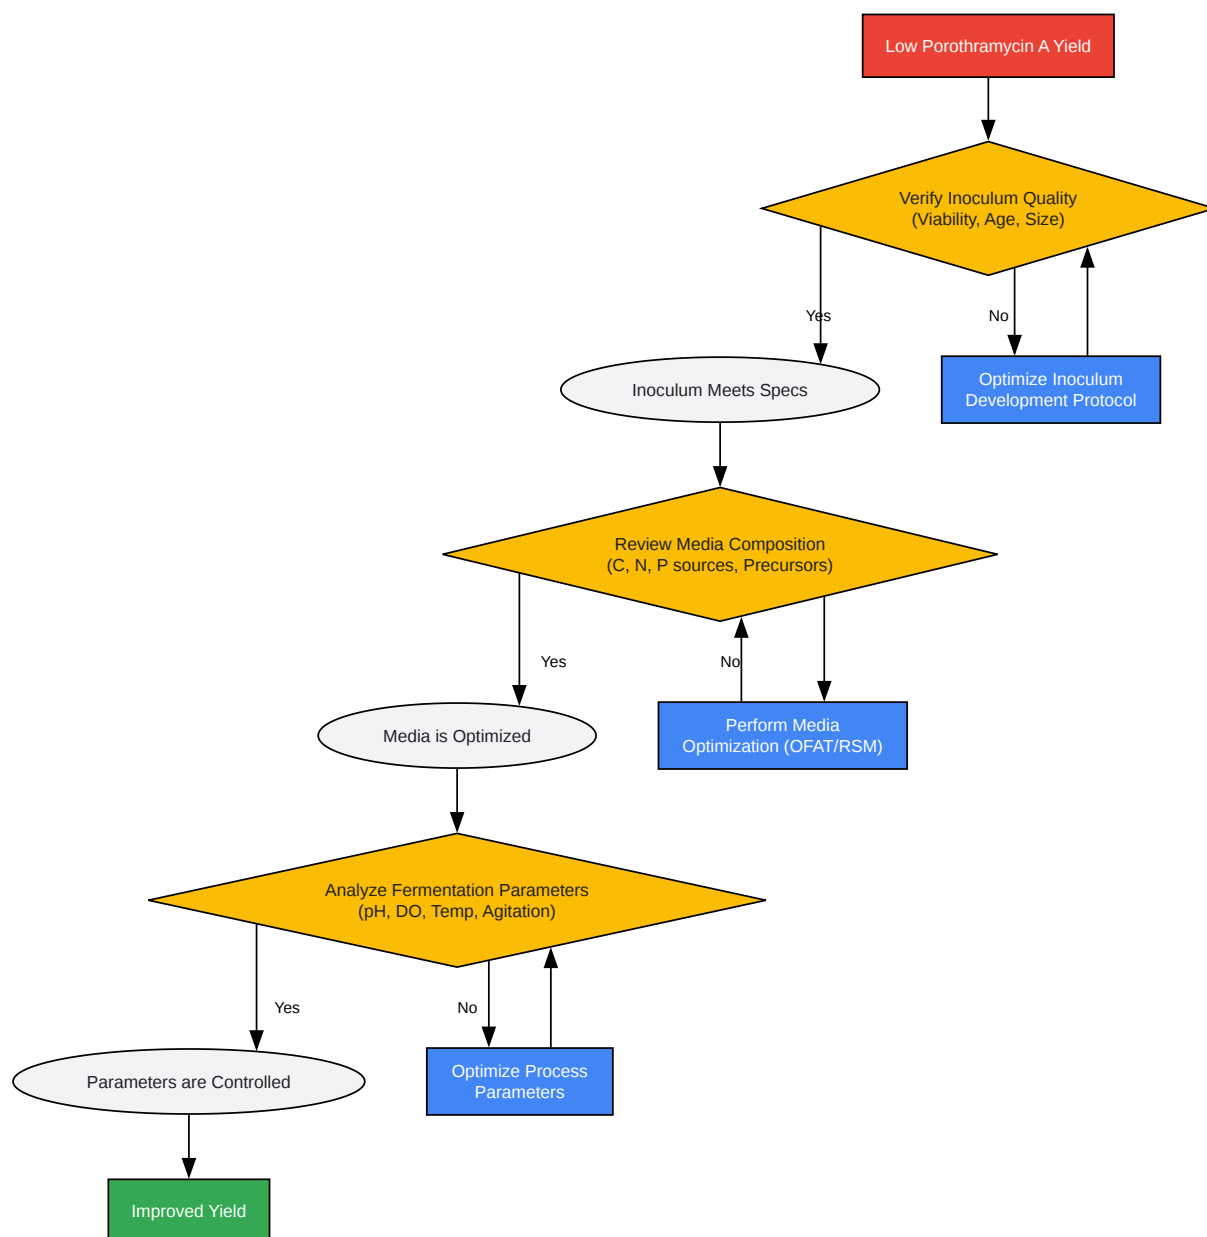 Low Porothramycin A Yield
Verify Inoculum Quality
(Viability, Age, Size)
Yes
No
Optimize Inoculum
Development Protocol
Inoculum Meets Specs
Review Media Composition
(C, N, P sources, Precursors)
Yes
No
Perform Media
Optimization (OFAT/RSM)
Media is Optimized
Analyze Fermentation Parameters
(pH, DO, Temp, Agitation)
Yes
No
Optimize Process
Parameters
Parameters are Controlled
Improved Yield